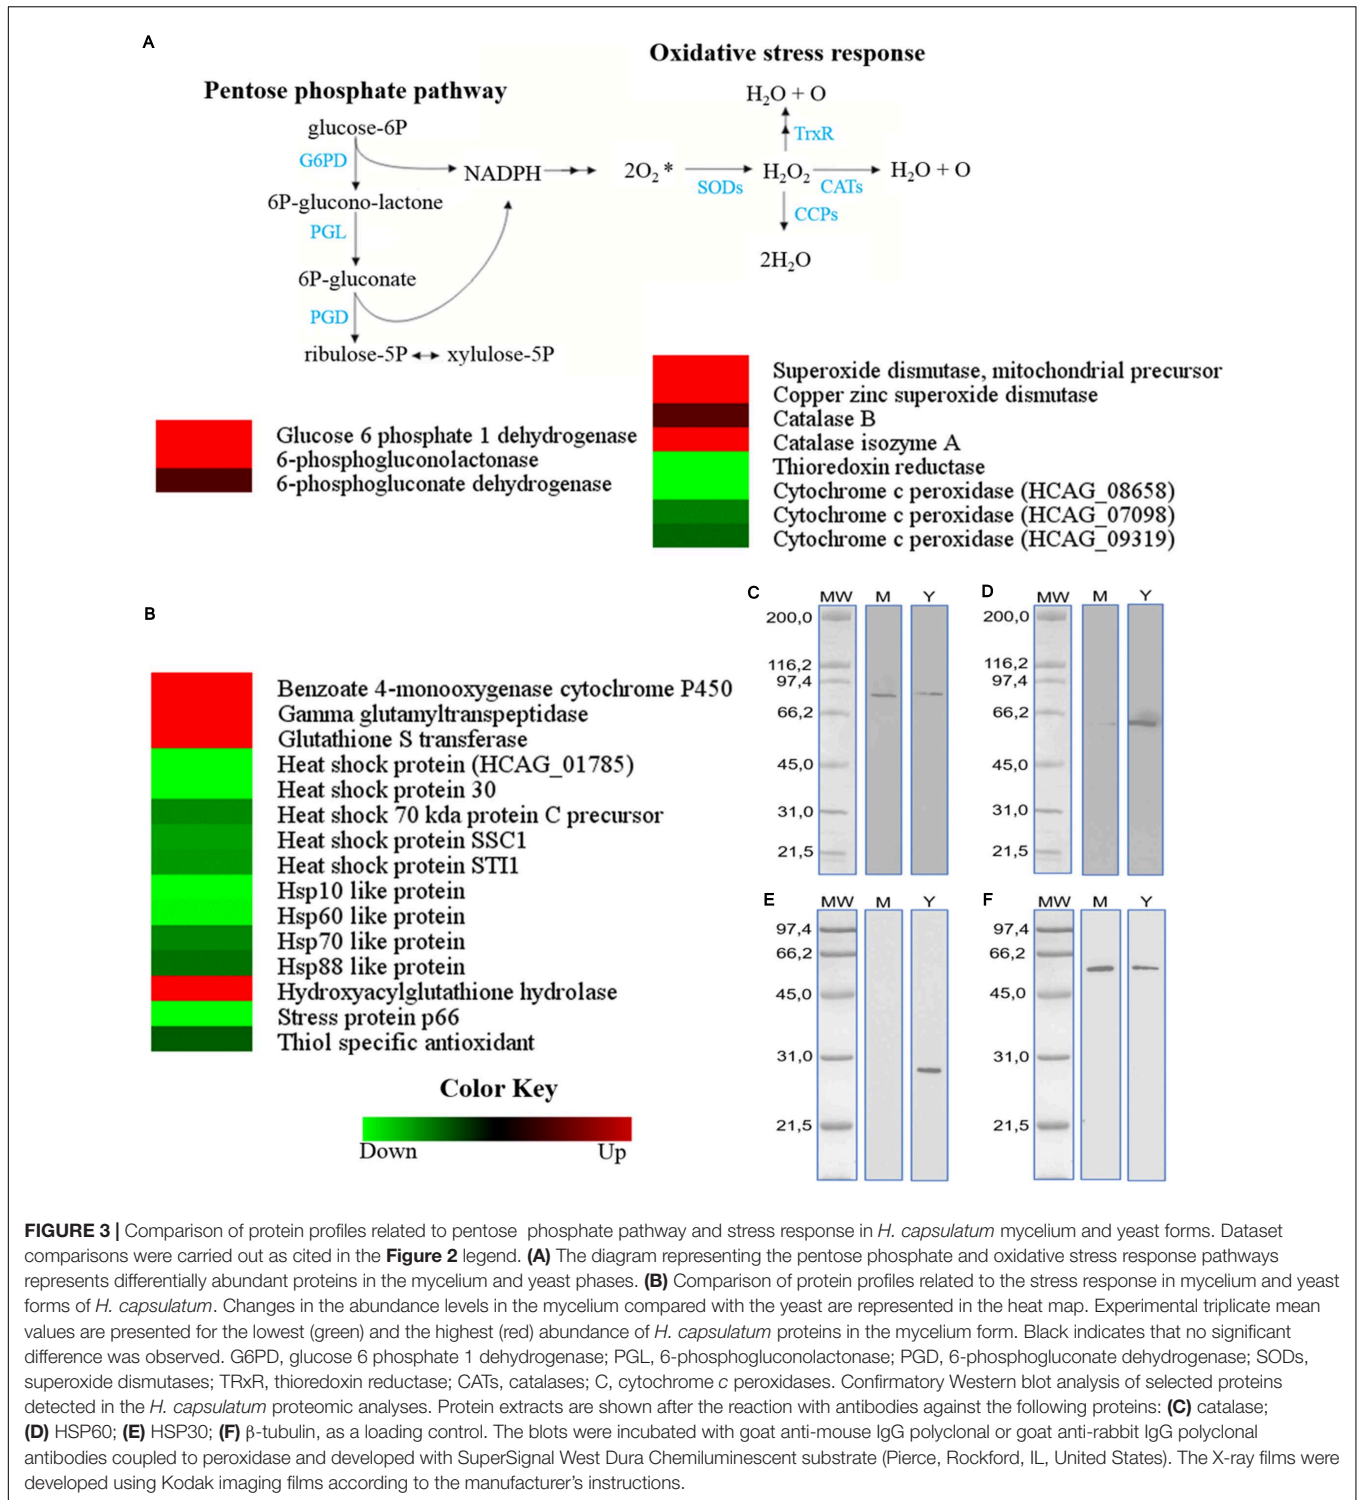 A
Oxidative stress response
Pentose phosphate pathway
H₂O + O
glucose-6P
TrxR
G6PD
NADPH
2O₂ *
SODs
H₂O₂
CATs
H₂O + O
6P-glucono-lactone
CCPs
PGL
2H₂O
6P-gluconate
PGD
ribulose-5P
xylulose-5P
Superoxide dismutase, mitochondrial precursor
Copper zinc superoxide dismutase
Catalase B
Catalase isozyme A
Thioredoxin reductase
Cytochrome c peroxidase (HCAG_08658)
Cytochrome c peroxidase (HCAG_07098)
Cytochrome c peroxidase (HCAG_09319)
Glucose 6 phosphate 1 dehydrogenase
6-phosphogluconolactonase
6-phosphogluconate dehydrogenase
B
Benzoate 4-monooxygenase cytochrome P450
Gamma glutamyltranspeptidase
Glutathione S transferase
Heat shock protein (HCAG_01785)
Heat shock protein 30
Heat shock 70 kda protein C precursor
Heat shock protein SSC1
Heat shock protein STI1
Hsp10 like protein
Hsp60 like protein
Hsp70 like protein
Hsp88 like protein
Hydroxyacylglutathione hydrolase
Stress protein p66
Thiol specific antioxidant
Color Key
Down Up
C
MW M Y
200,0
116,2
97,4
66,2
45,0
31,0
21,5
D
MW M Y
200,0
116,2
97,4
66,2
45,0
31,0
21,5
E
MW M Y
97,4
66,2
45,0
31,0
21,5
F
MW M Y
97,4
66,2
45,0
31,0
21,5
FIGURE 3 | Comparison of protein profiles related to pentose phosphate pathway and stress response in H. capsulatum mycelium and yeast forms. Dataset
comparisons were carried out as cited in the Figure 2 legend. (A) The diagram representing the pentose phosphate and oxidative stress response pathways
represents differentially abundant proteins in the mycelium and yeast phases. (B) Comparison of protein profiles related to the stress response in mycelium and yeast
forms of H. capsulatum. Changes in the abundance levels in the mycelium compared with the yeast are represented in the heat map. Experimental triplicate mean
values are presented for the lowest (green) and the highest (red) abundance of H. capsulatum proteins in the mycelium form. Black indicates that no significant
difference was observed. G6PD, glucose 6 phosphate 1 dehydrogenase; PGL, 6-phosphogluconolactonase; PGD, 6-phosphogluconate dehydrogenase; SODs,
superoxide dismutases; TRxR, thioredoxin reductase; CATs, catalases; C, cytochrome c peroxidases. Confirmatory Western blot analysis of selected proteins
detected in the H. capsulatum proteomic analyses. Protein extracts are shown after the reaction with antibodies against the following proteins: (C) catalase;
(D) HSP60; (E) HSP30; (F) β-tubulin, as a loading control. The blots were incubated with goat anti-mouse IgG polyclonal or goat anti-rabbit IgG polyclonal
antibodies coupled to peroxidase and developed with SuperSignal West Dura Chemiluminescent substrate (Pierce, Rockford, IL, United States). The X-ray films were
developed using Kodak imaging films according to the manufacturer's instructions.